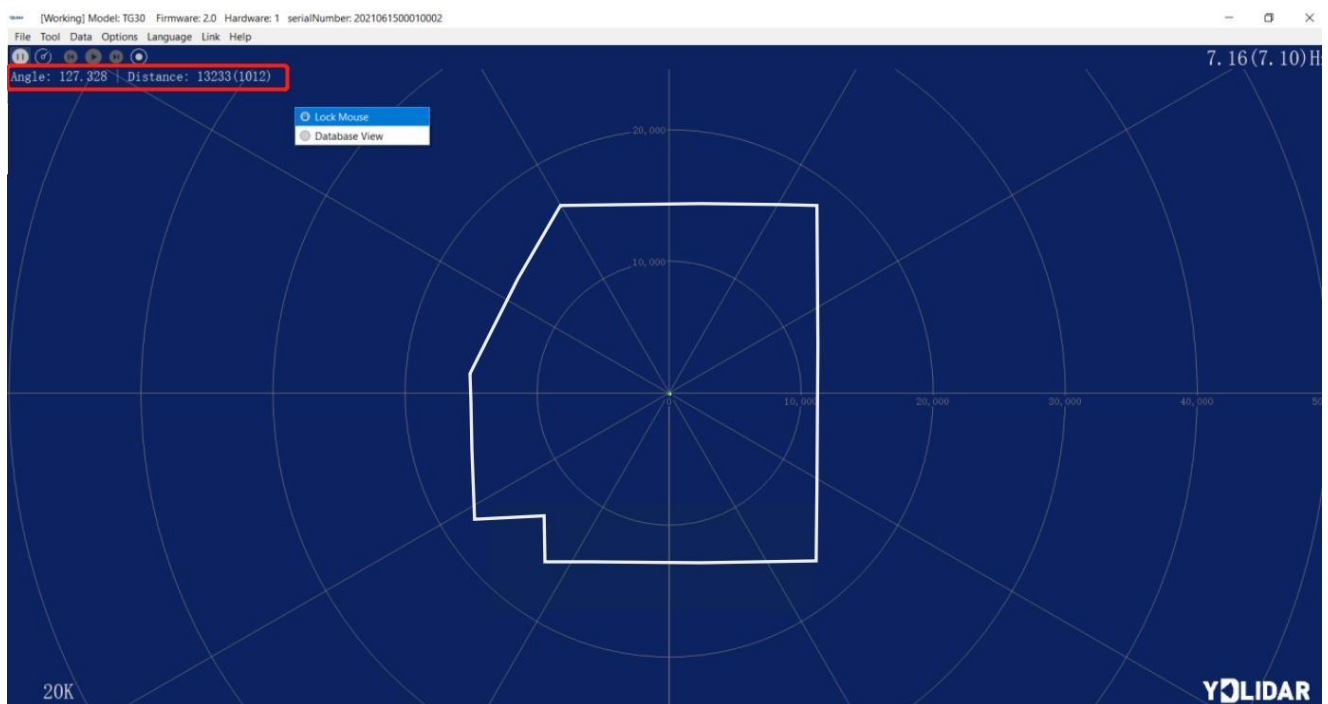 [Working] Model: TG30 Firmware: 2.0 Hardware: 1 serialNumber: 2021061500010002
File Tool Data Options Language Link Help
7.16(7.10)H
Angle: 127.328 | Distance: 13233(1012)
Lock Mouse
Database View
20,000
10,000
0
10,000
20,000
30,000
40,000
50
20K
YDLIDAR